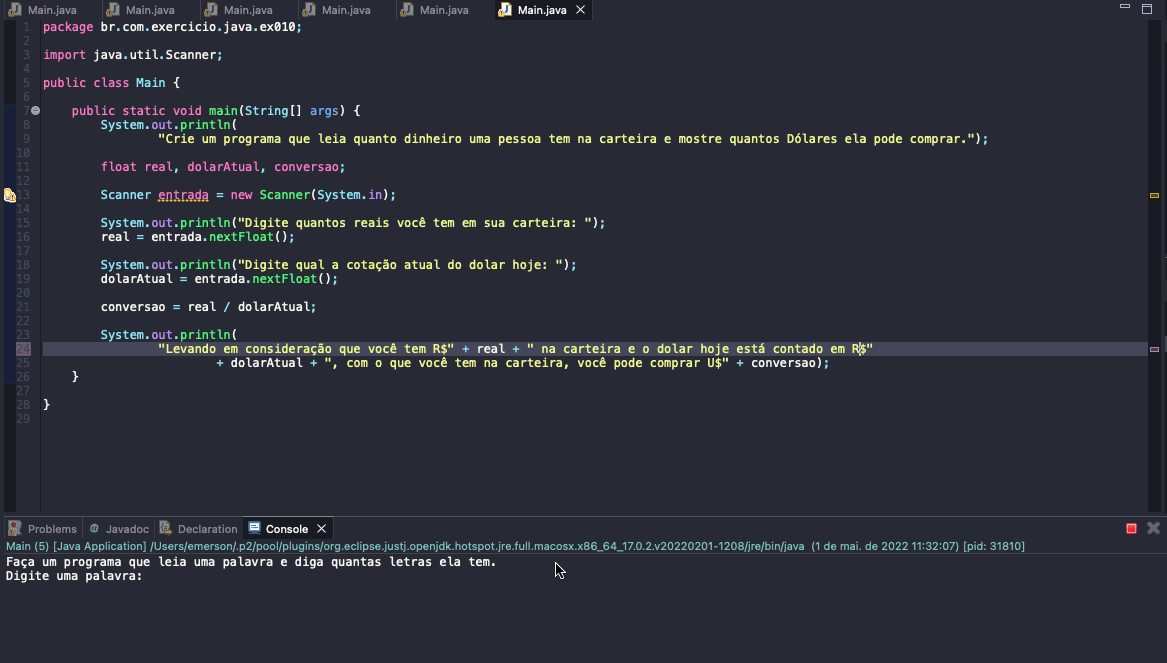 Main.java Main.java Main.java Main.java Main.java Main.java
1 package br.com.exercicio.java.ex010;
2
3 import java.util.Scanner;
4
5 public class Main {
6
7 public static void main(String[] args) {
8 System.out.println(
9 "Crie um programa que leia quanto dinheiro uma pessoa tem na carteira e mostre quantos Dólares ela pode comprar.");
10
11 float real, dolarAtual, conversao;
12
13 Scanner entrada = new Scanner(System.in);
14
15 System.out.println("Digite quantos reais você tem em sua carteira: ");
16 real = entrada.nextFloat();
17
18 System.out.println("Digite qual a cotação atual do dolar hoje: ");
19 dolarAtual = entrada.nextFloat();
20
21 conversao = real / dolarAtual;
22
23 System.out.println(
24 "Levando em consideração que você tem R$" + real + " na carteira e o dolar hoje está contado em R$"
25 + dolarAtual + ", com o que você tem na carteira, você pode comprar U$" + conversao);
26 }
27
28 }
29
Problems Javadoc Declaration Console
Main (5) [Java Application] /Users/emerson/.p2/pool/plugins/org.eclipse.justj.openjdk.hotspot.jre.full.macosx.x86_64_17.0.2.v20220201-1208/jre/bin/java (1 de mai. de 2022 11:32:07) [pid: 31810]
Faça um programa que leia uma palavra e diga quantas letras ela tem.
Digite uma palavra: